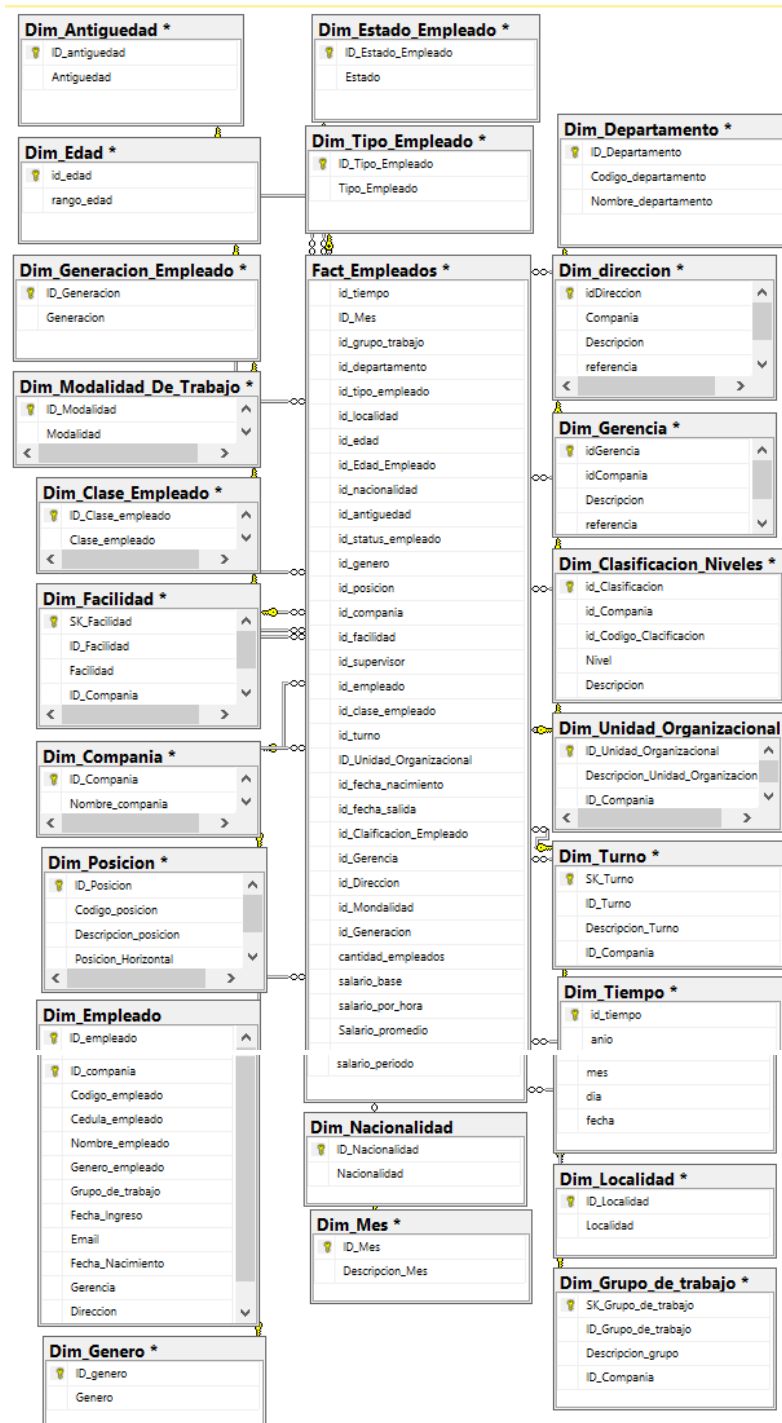 Dim_Antiguedad *
ID_antiguedad
Antiguedad
Dim_Edad *
id_edad
rango_edad
Dim_Generacion_Empleado *
ID_Generacion
Generacion
Dim_Modalidad_De_Trabajo *
ID_Modalidad
Modalidad
Dim_Clase_Empleado *
ID_Clase_empleado
Clase_empleado
Dim_Facilidad *
SK_Facilidad
ID_Facilidad
Facilidad
ID_Compania
Dim_Compania *
ID_Compania
Nombre_compania
Dim_Posicion *
ID_Posicion
Codigo_posicion
Descripcion_posicion
Posicion_Horizontal
Dim_Empleado
ID_empleado
ID_compania
Codigo_empleado
Cedula_empleado
Nombre_empleado
Genero_empleado
Grupo_de_trabajo
Fecha_Ingreso
Email
Fecha_Nacimiento
Gerencia
Direccion
Dim_Genero *
ID_genero
Genero
Dim_Estado_Empleado *
ID_Estado_Empleado
Estado
Dim_Tipo_Empleado *
ID_Tipo_Empleado
Tipo_Empleado
Fact_Empleados *
id_tiempo
ID_Mes
id_grupo_trabajo
id_departamento
id_tipo_empleado
id_localidad
id_edad
id_Edad_Empleado
id_nacionalidad
id_antiguedad
id_status_empleado
id_genero
id_posicion
id_compania
id_facilidad
id_supervisor
id_empleado
id_clase_empleado
id_turno
ID_Unidad_Organizacional
id_fecha_nacimiento
id_fecha_salida
id_Claificacion_Empleado
id_Gerencia
id_Direccion
id_Mondalidad
id_Generacion
cantidad_empleados
salario_base
salario_por_hora
Salario_promedio
salario_periodo
Dim_Nacionalidad
ID_Nacionalidad
Nacionalidad
Dim_Mes *
ID_Mes
Descripcion_Mes
Dim_Departamento *
ID_Departamento
Codigo_departamento
Nombre_departamento
Dim_direccion *
idDireccion
Compania
Descripcion
referencia
Dim_Gerencia *
idGerencia
idCompania
Descripcion
referencia
Dim_Clasificacion_Niveles *
id_Clasificacion
id_Compania
id_Codigo_Clacificacion
Nivel
Descripcion
Dim_Unidad_Organizacional
ID_Unidad_Organizacional
Descripcion_Unidad_Organizacion
ID_Compania
Dim_Turno *
SK_Turno
ID_Turno
Descripcion_Turno
ID_Compania
Dim_Tiempo *
id_tiempo
anio
mes
dia
fecha
Dim_Localidad *
ID_Localidad
Localidad
Dim_Grupo_de_trabajo *
SK_Grupo_de_trabajo
ID_Grupo_de_trabajo
Descripcion_grupo
ID_Compania